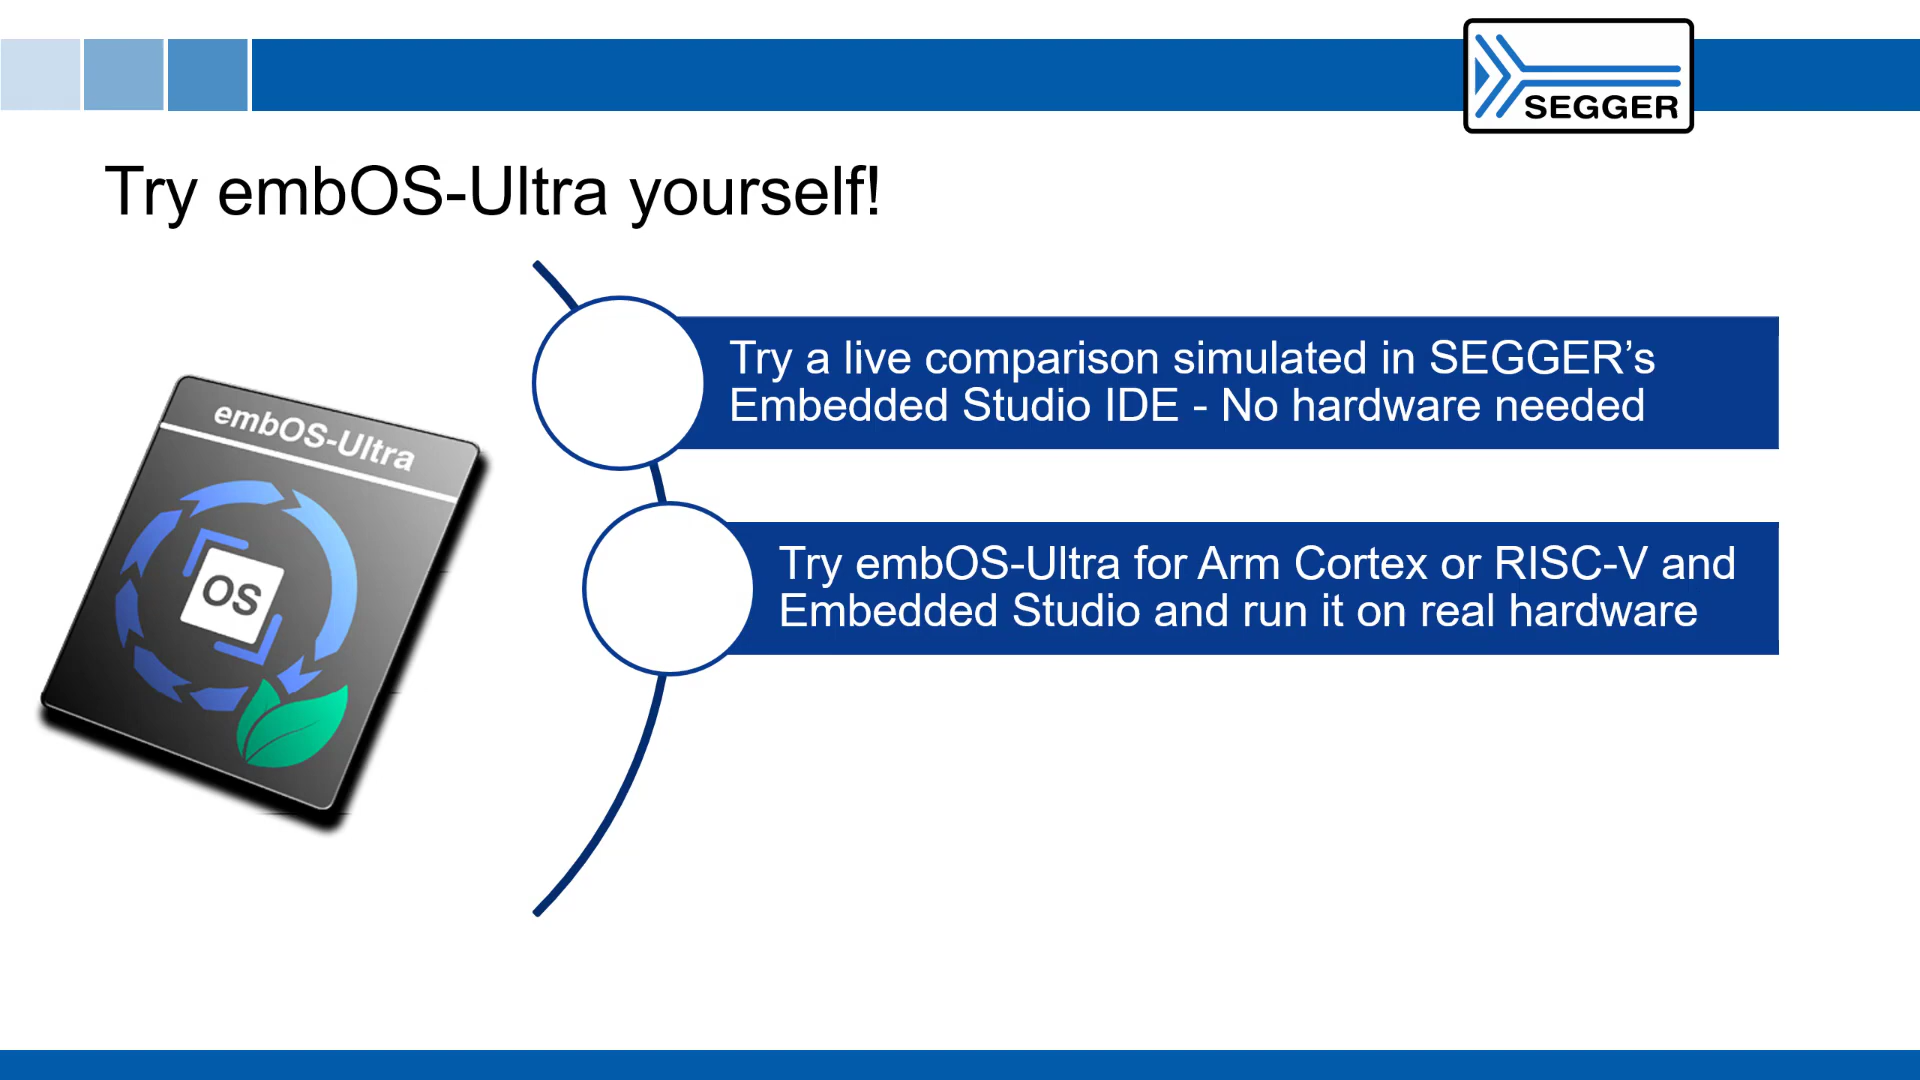 SEGGER
Try embOS-Ultra yourself!
embOS-Ultra
OS
Try a live comparison simulated in SEGGER’s
Embedded Studio IDE - No hardware needed
Try embOS-Ultra for Arm Cortex or RISC-V and
Embedded Studio and run it on real hardware